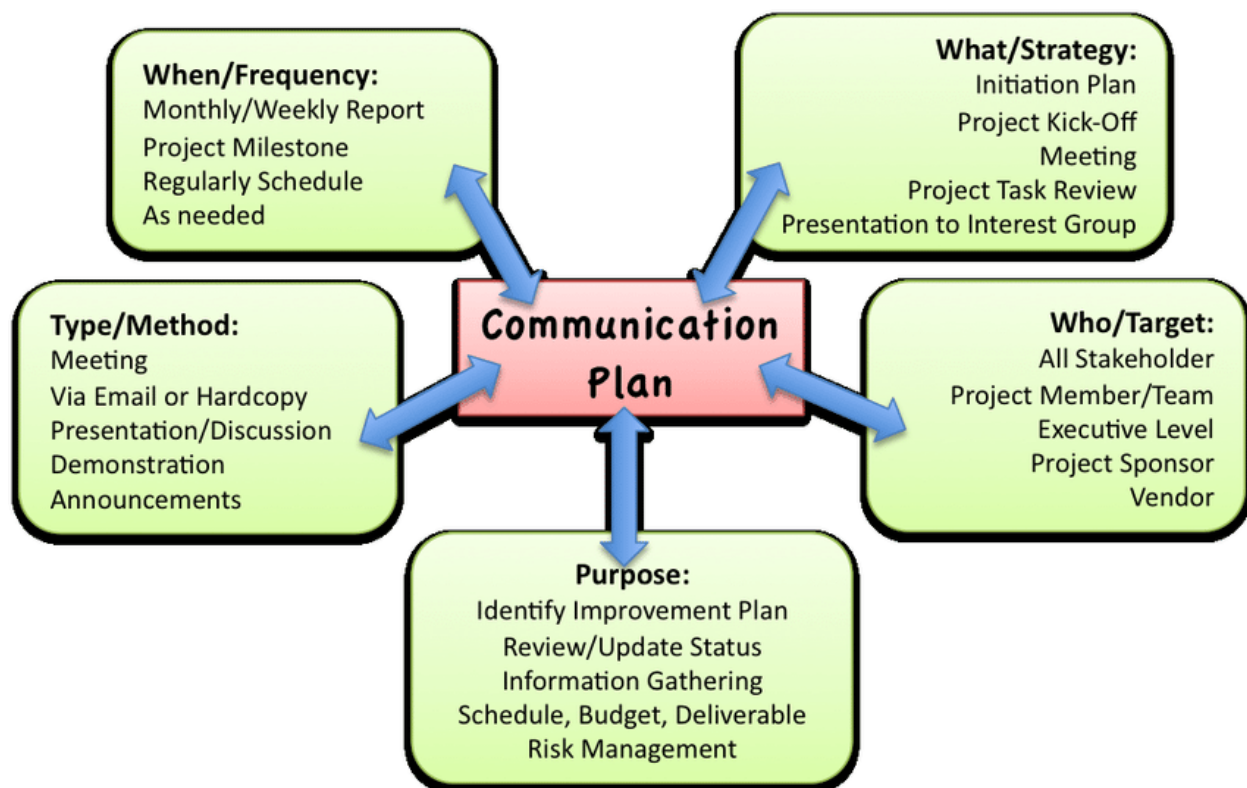 When/Frequency:
Monthly/Weekly Report
Project Milestone
Regularly Schedule
As needed
What/Strategy:
Initiation Plan
Project Kick-Off
Meeting
Project Task Review
Presentation to Interest Group
Communication
Plan
Type/Method:
Meeting
Via Email or Hardcopy
Presentation/Discussion
Demonstration
Announcements
Who/Target:
All Stakeholder
Project Member/Team
Executive Level
Project Sponsor
Vendor
Purpose:
Identify Improvement Plan
Review/Update Status
Information Gathering
Schedule, Budget, Deliverable
Risk Management